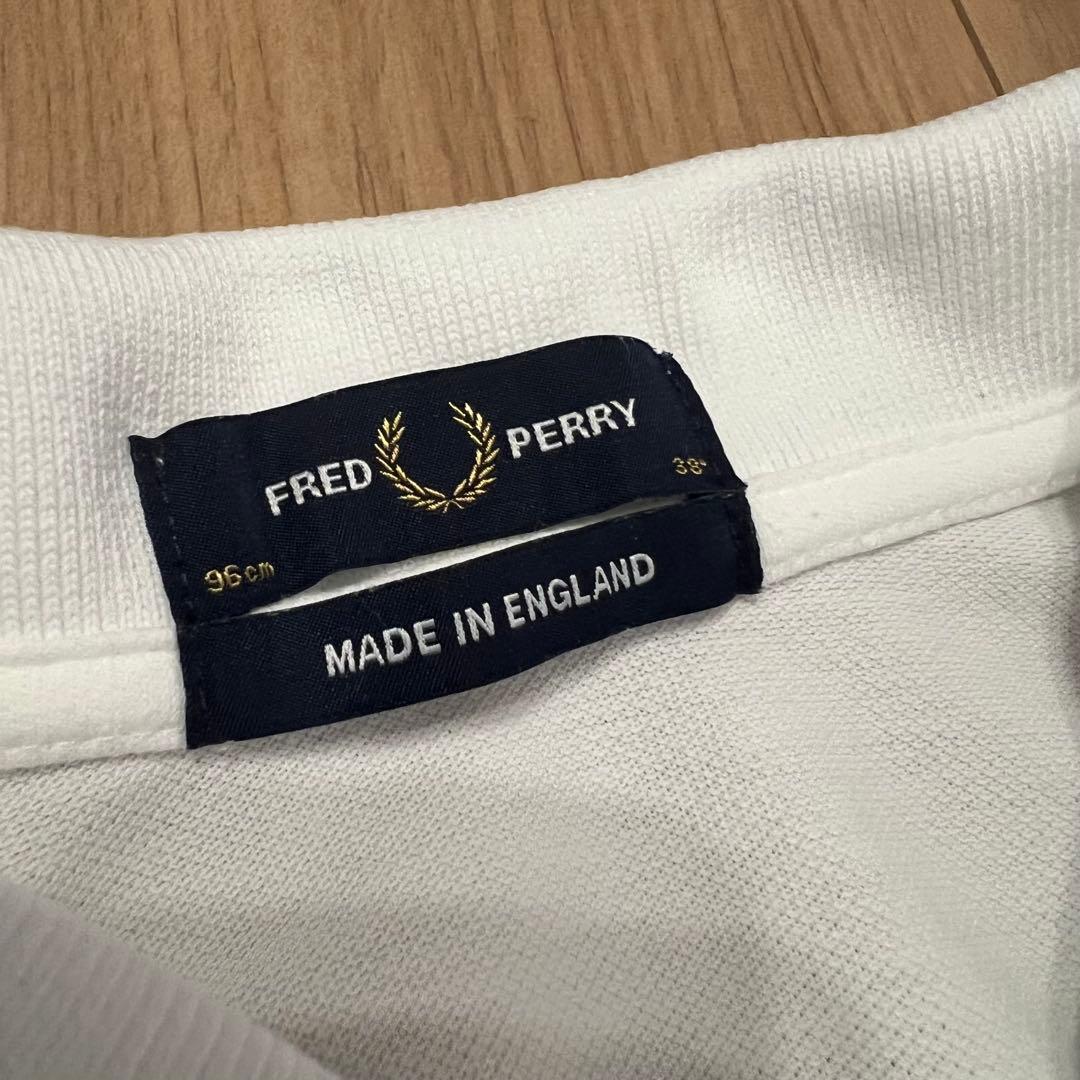 FRED PERRY
96cm 38"
MADE IN ENGLAND